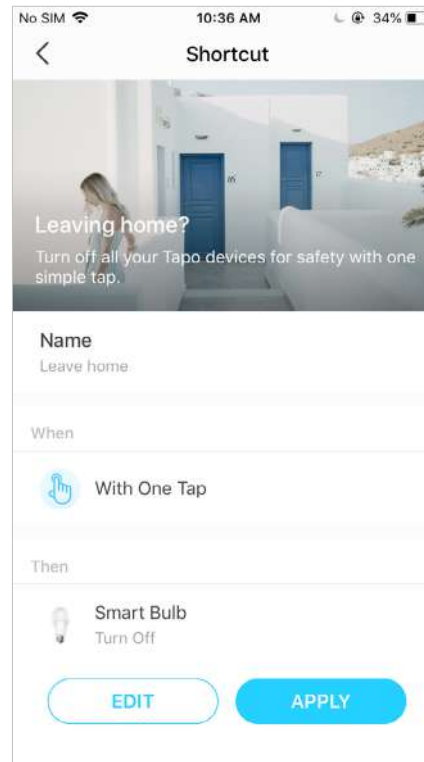 No SIM 10:36 AM 34%
Shortcut
Leaving home?
Turn off all your Tapo devices for safety with one
simple tap.
Name
Leave home
When
With One Tap
Then
Smart Bulb
Turn Off
EDIT APPLY